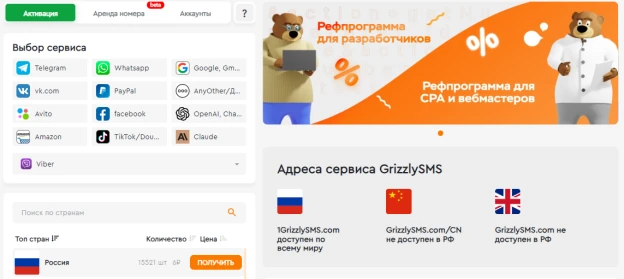 Активация
Аренда номера
beta
Аккаунты
?
Выбор сервиса
Telegram
Whatsapp
Google, Gm...
vk.com
PayPal
AnyOther/Д...
Avito
facebook
OpenAI, Cha...
Amazon
TikTok/Dou...
Claude
Viber
Поиск по странам
Топ стран
Количество
Цена
Россия
15521 шт
6₽
ПОЛУЧИТЬ
Рефпрограмма
для разработчиков
Рефпрограмма для
CPA и вебмастеров
Адреса сервиса GrizzlySMS
1GrizzlySMS.com
доступен по
всему миру
GrizzlySMS.com/CN
не доступен в РФ
GrizzlySMS.com не
доступен в РФ